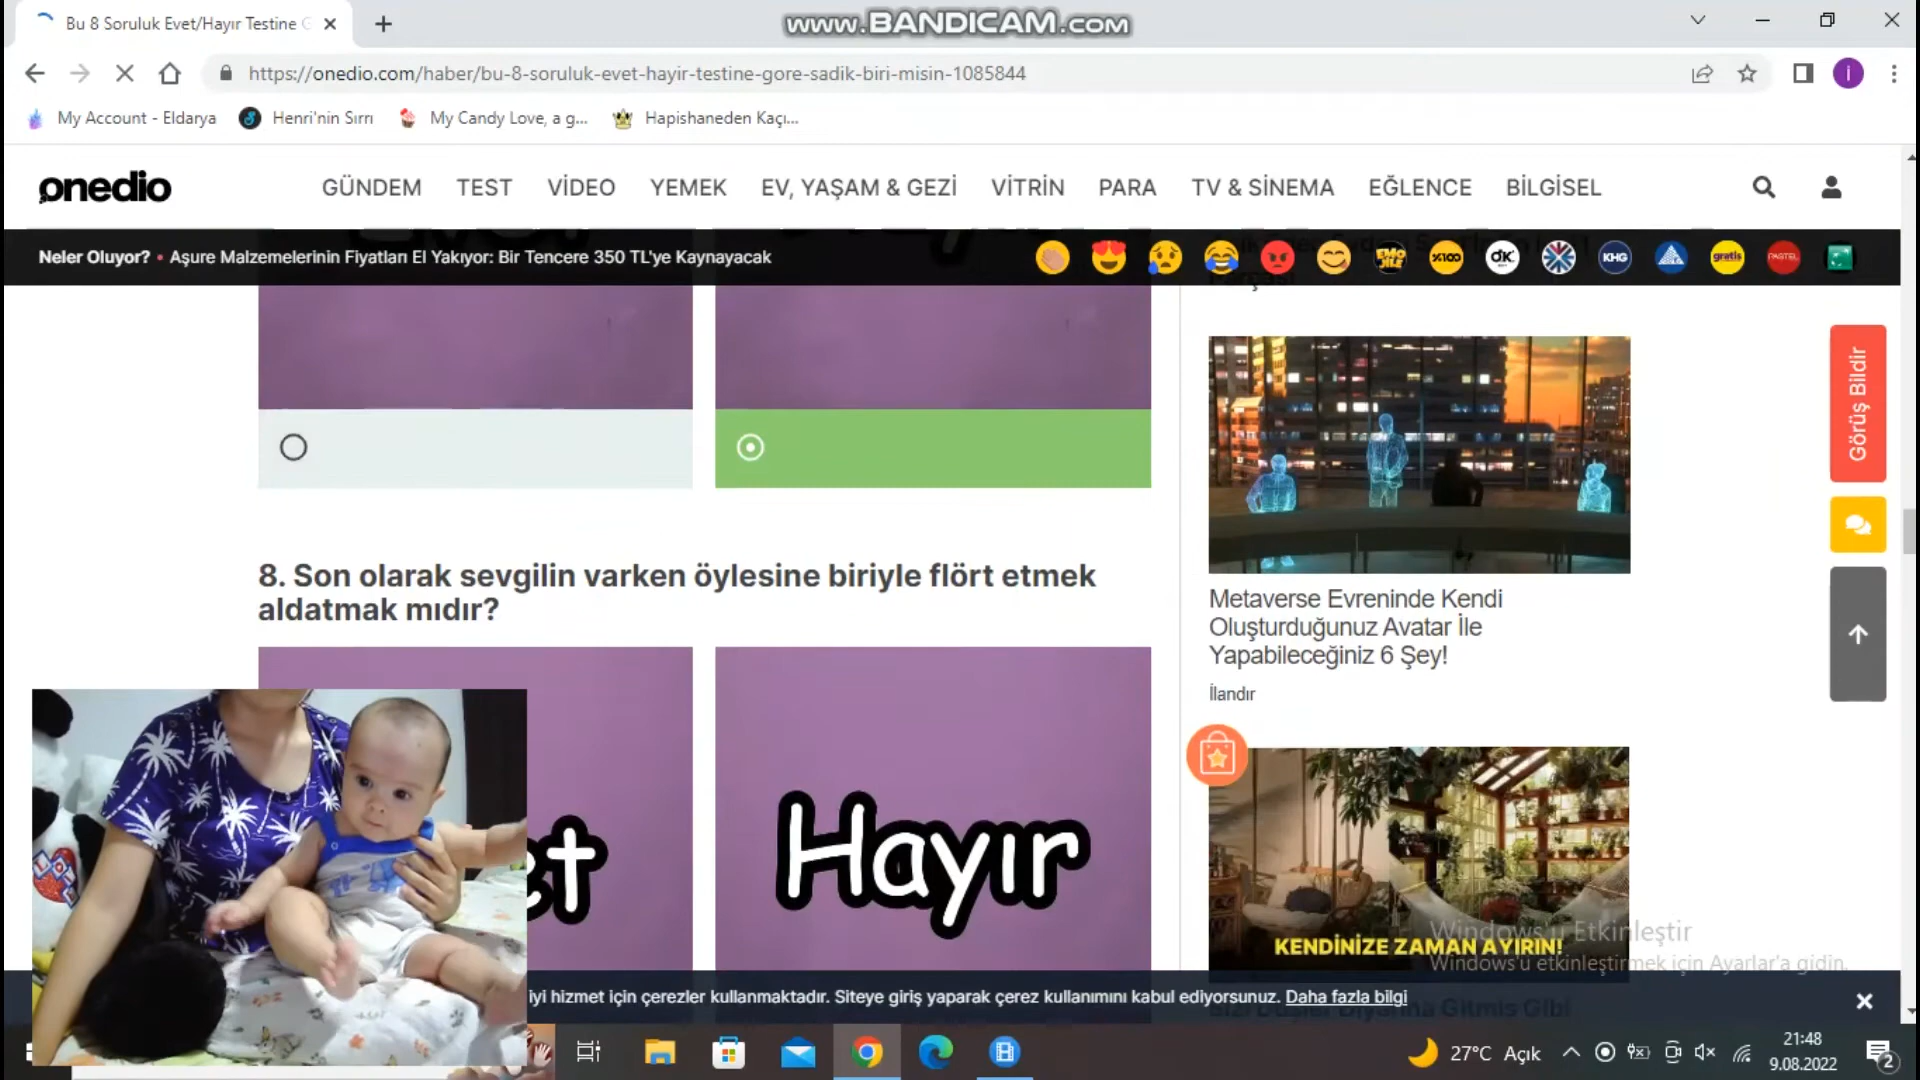 Bu 8 Soruluk Evet/Hayır Testine G
www.BANDICAM.com
https://onedio.com/haber/bu-8-soruluk-evet-hayir-testine-gore-sadik-biri-misin-1085844
i
My Account - Eldarya
Henri'nin Sırrı
My Candy Love, a g...
Hapishaneden Kaçı...
onedio
GÜNDEM
TEST
VİDEO
YEMEK
EV, YAŞAM & GEZİ
VİTRİN
PARA
TV & SİNEMA
EĞLENCE
BİLGİSEL
Neler Oluyor? • Aşure Malzemelerinin Fiyatları El Yakıyor: Bir Tencere 350 TL'ye Kaynayacak
%100
KHG
gratis
PASTEL
Görüş Bildir
8. Son olarak sevgilin varken öylesine biriyle flört etmek
aldatmak mıdır?
Metaverse Evreninde Kendi
Oluşturduğunuz Avatar İle
Yapabileceğiniz 6 Şey!
İlandır
et
Hayır
KENDİNİZE ZAMAN AYIRIN!
Windows'u Etkinleştir
Windows'u etkinleştirmek için Ayarlar'a gidin.
iyi hizmet için çerezler kullanmaktadır. Siteye giriş yaparak çerez kullanımını kabul ediyorsunuz. Daha fazla bilgi
27°C Açık
21:48
9.08.2022
2